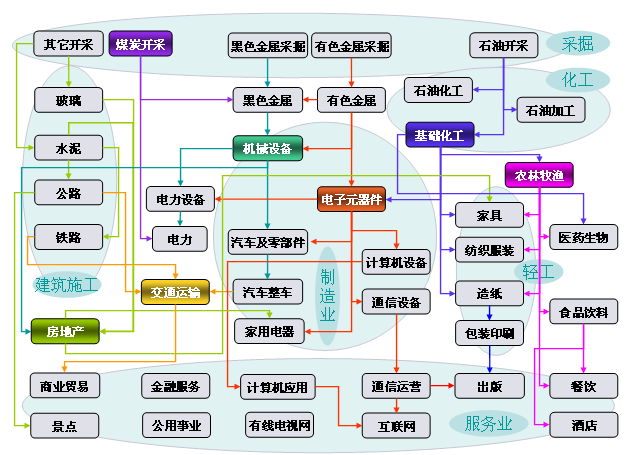 其它开采
煤炭开采
黑色金属采掘
有色金属采掘
石油开采
采掘
化工
石油化工
玻璃
黑色金属
有色金属
石油加工
基础化工
水泥
机械设备
农林牧渔
公路
电力设备
电子元器件
家具
铁路
电力
汽车及零部件
医药生物
纺织服装
计算机设备
轻工
建筑施工
交通运输
汽车整车
制造业
造纸
通信设备
食品饮料
房地产
家用电器
包装印刷
商业贸易
金融服务
计算机应用
通信运营
出版
餐饮
景点
公用事业
有线电视网
互联网
服务业
酒店